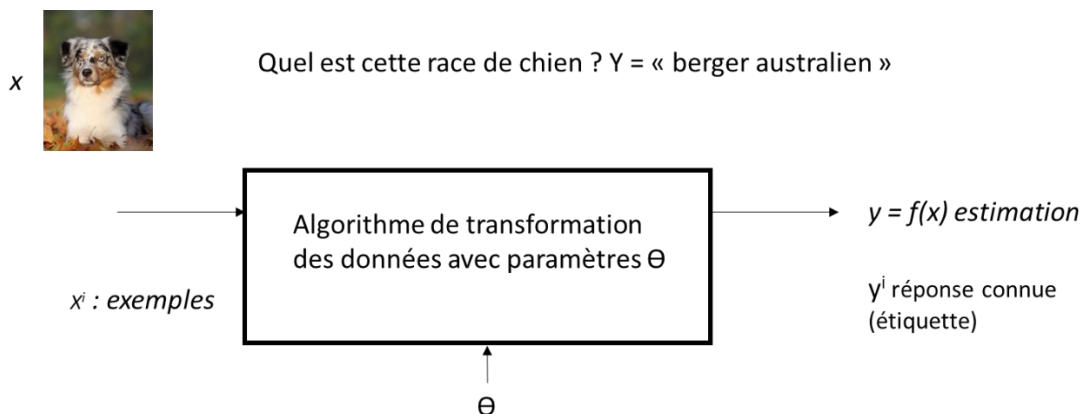 x
Quel est cette race de chien ? Y = « berger australien »
Algorithme de transformation
des données avec paramètres Ɵ
y = f(x) estimation
xⁱ : exemples
yⁱ réponse connue
(étiquette)
Ɵ